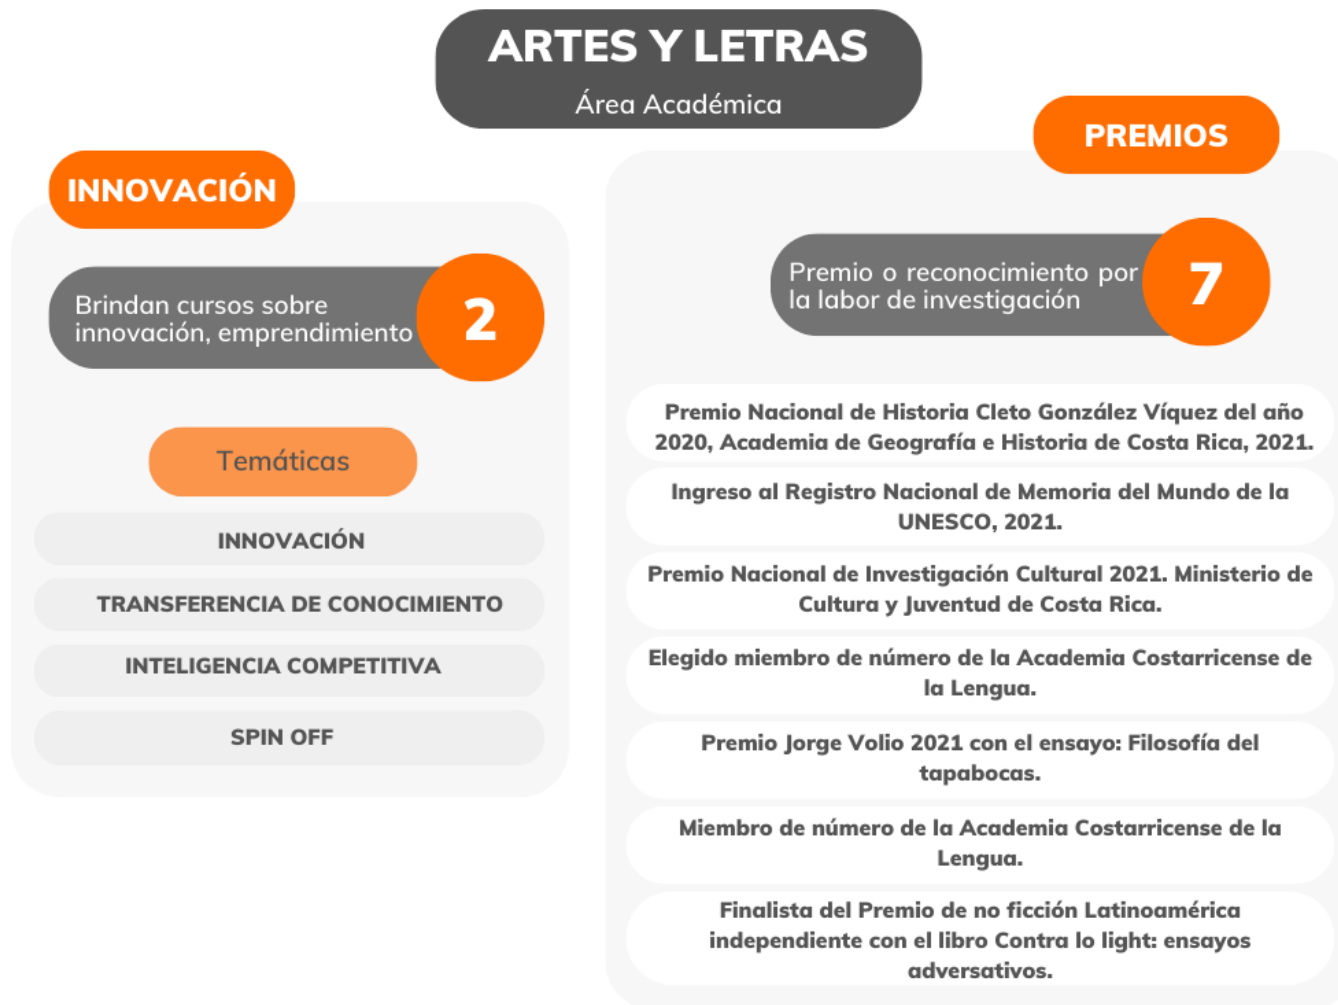 ARTES Y LETRAS
Área Académica
INNOVACIÓN
Brindan cursos sobre
innovación, emprendimiento
2
Temáticas
INNOVACIÓN
TRANSFERENCIA DE CONOCIMIENTO
INTELIGENCIA COMPETITIVA
SPIN OFF
PREMIOS
Premio o reconocimiento por
la labor de investigación
7
Premio Nacional de Historia Cleto González Víquez del año
2020, Academia de Geografía e Historia de Costa Rica, 2021.
Ingreso al Registro Nacional de Memoria del Mundo de la
UNESCO, 2021.
Premio Nacional de Investigación Cultural 2021. Ministerio de
Cultura y Juventud de Costa Rica.
Elegido miembro de número de la Academia Costarricense de
la Lengua.
Premio Jorge Volio 2021 con el ensayo: Filosofía del
tapabocas.
Miembro de número de la Academia Costarricense de la
Lengua.
Finalista del Premio de no ficción Latinoamérica
independiente con el libro Contra lo light: ensayos
adversativos.